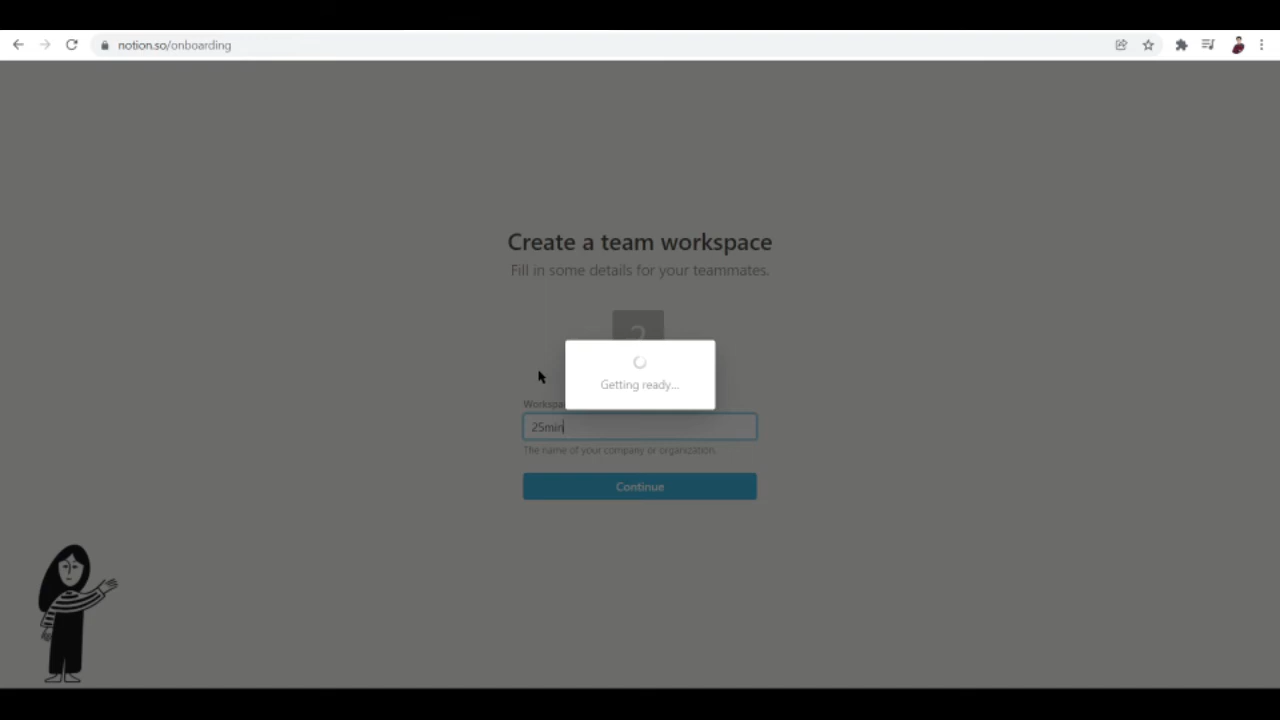 notion.so/onboarding
Create a team workspace
Fill in some details for your teammates.
2
Getting ready...
25min
The name of your company or organization.
Continue